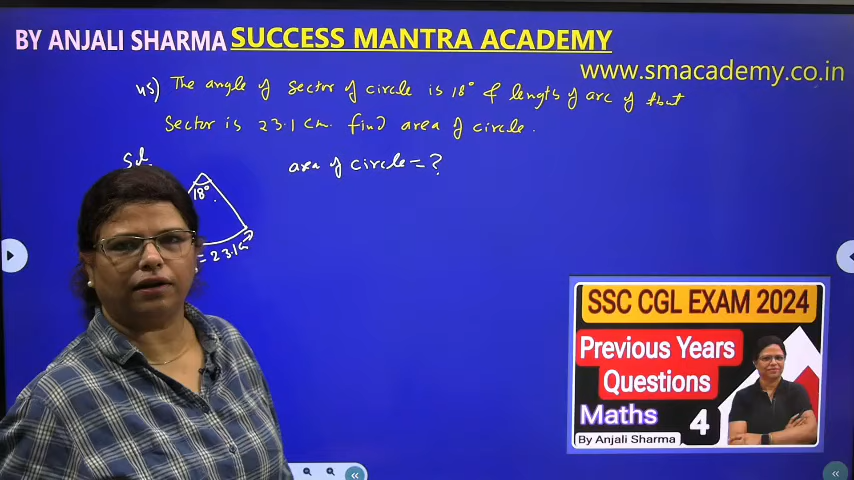 BY ANJALI SHARMA SUCCESS MANTRA ACADEMY
www.smacademy.co.in
45) The angle of sector of circle is 18° & length of arc of that
sector is 23.1 cm. find area of circle.
Sol.
area of circle = ?
18°
= 23.1 cm
SSC CGL EXAM 2024
Previous Years
Questions
Maths
4
By Anjali Sharma